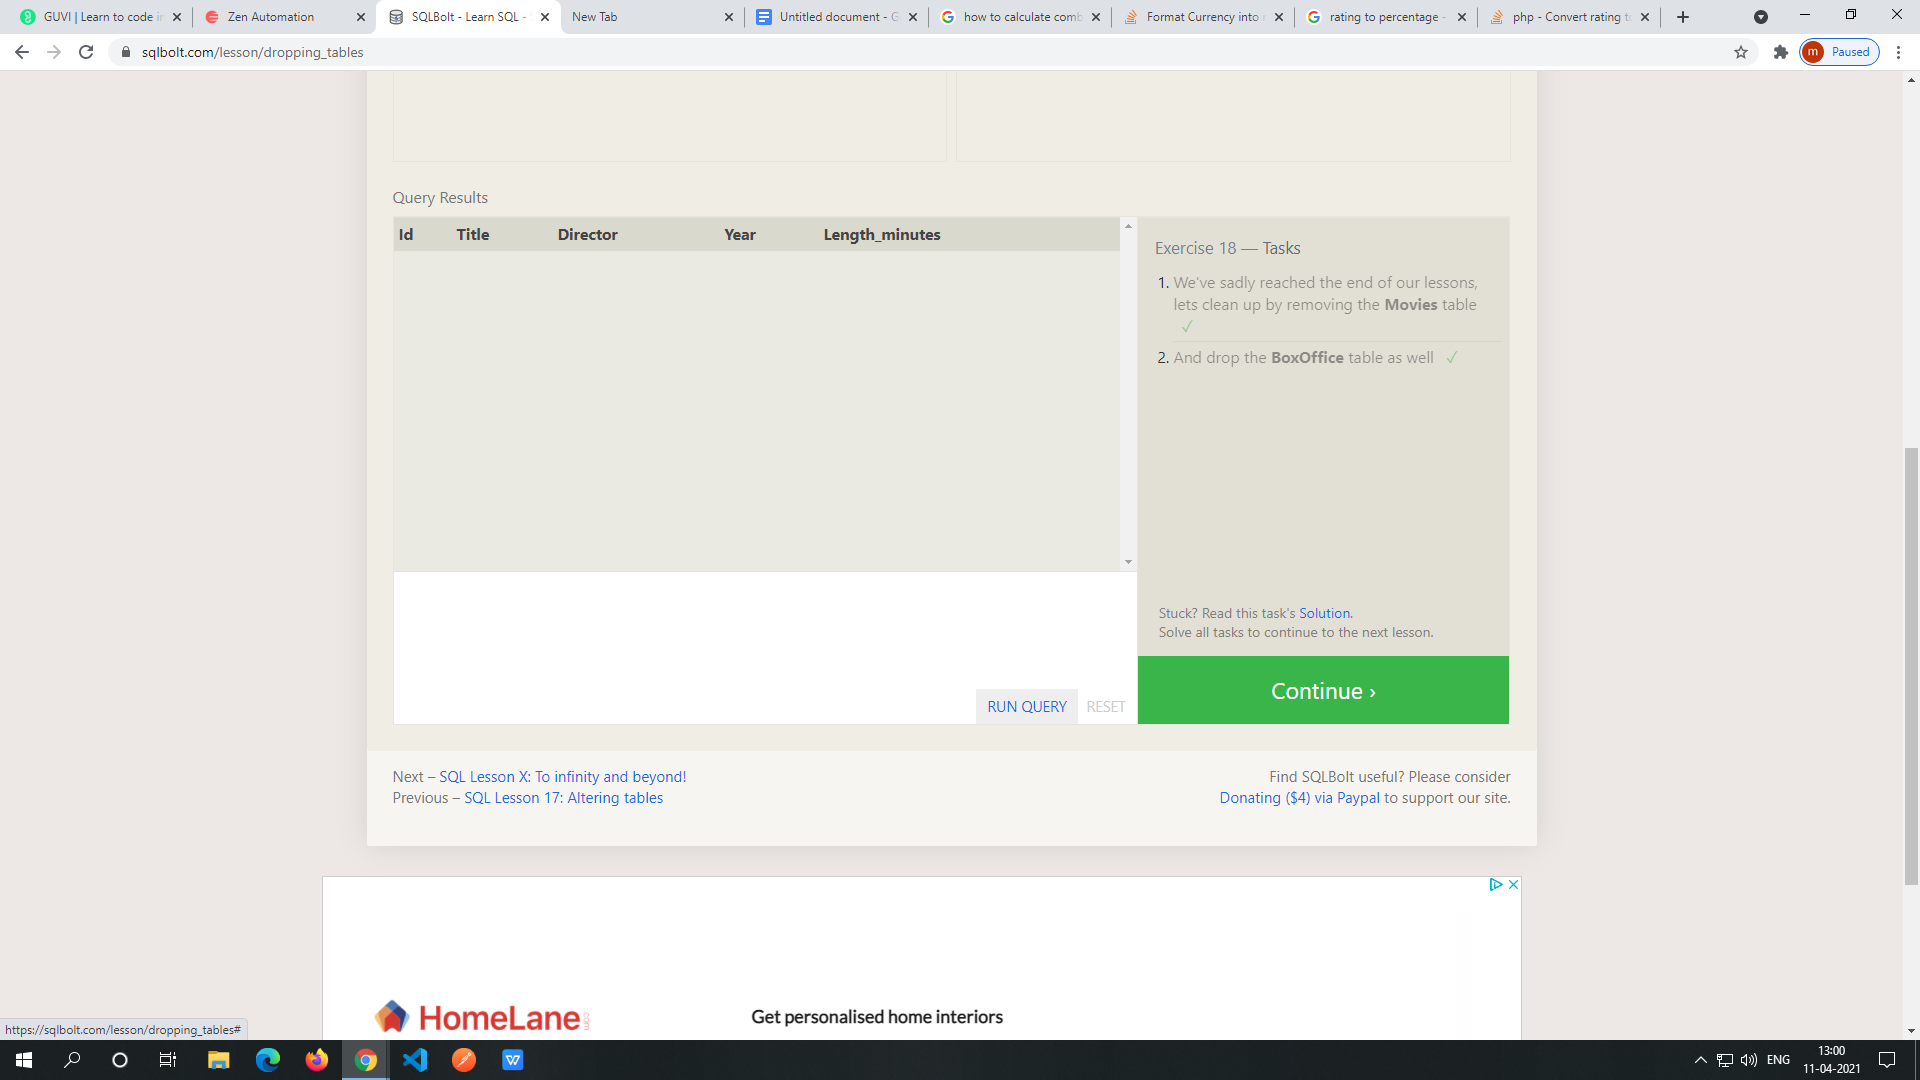 GUVI | Learn to code in
Zen Automation
SQLBolt - Learn SQL -
New Tab
Untitled document - G
how to calculate comb
Format Currency into r
rating to percentage -
php - Convert rating to
sqlbolt.com/lesson/dropping_tables
m Paused
Query Results
Id Title Director Year Length_minutes
Exercise 18 — Tasks
1. We've sadly reached the end of our lessons,
lets clean up by removing the Movies table
✓
2. And drop the BoxOffice table as well ✓
Stuck? Read this task's Solution.
Solve all tasks to continue to the next lesson.
RUN QUERY RESET
Continue ›
Next – SQL Lesson X: To infinity and beyond!
Previous – SQL Lesson 17: Altering tables
Find SQLBolt useful? Please consider
Donating ($4) via Paypal to support our site.
HomeLane.com
Get personalised home interiors
https://sqlbolt.com/lesson/dropping_tables#
ENG
13:00
11-04-2021